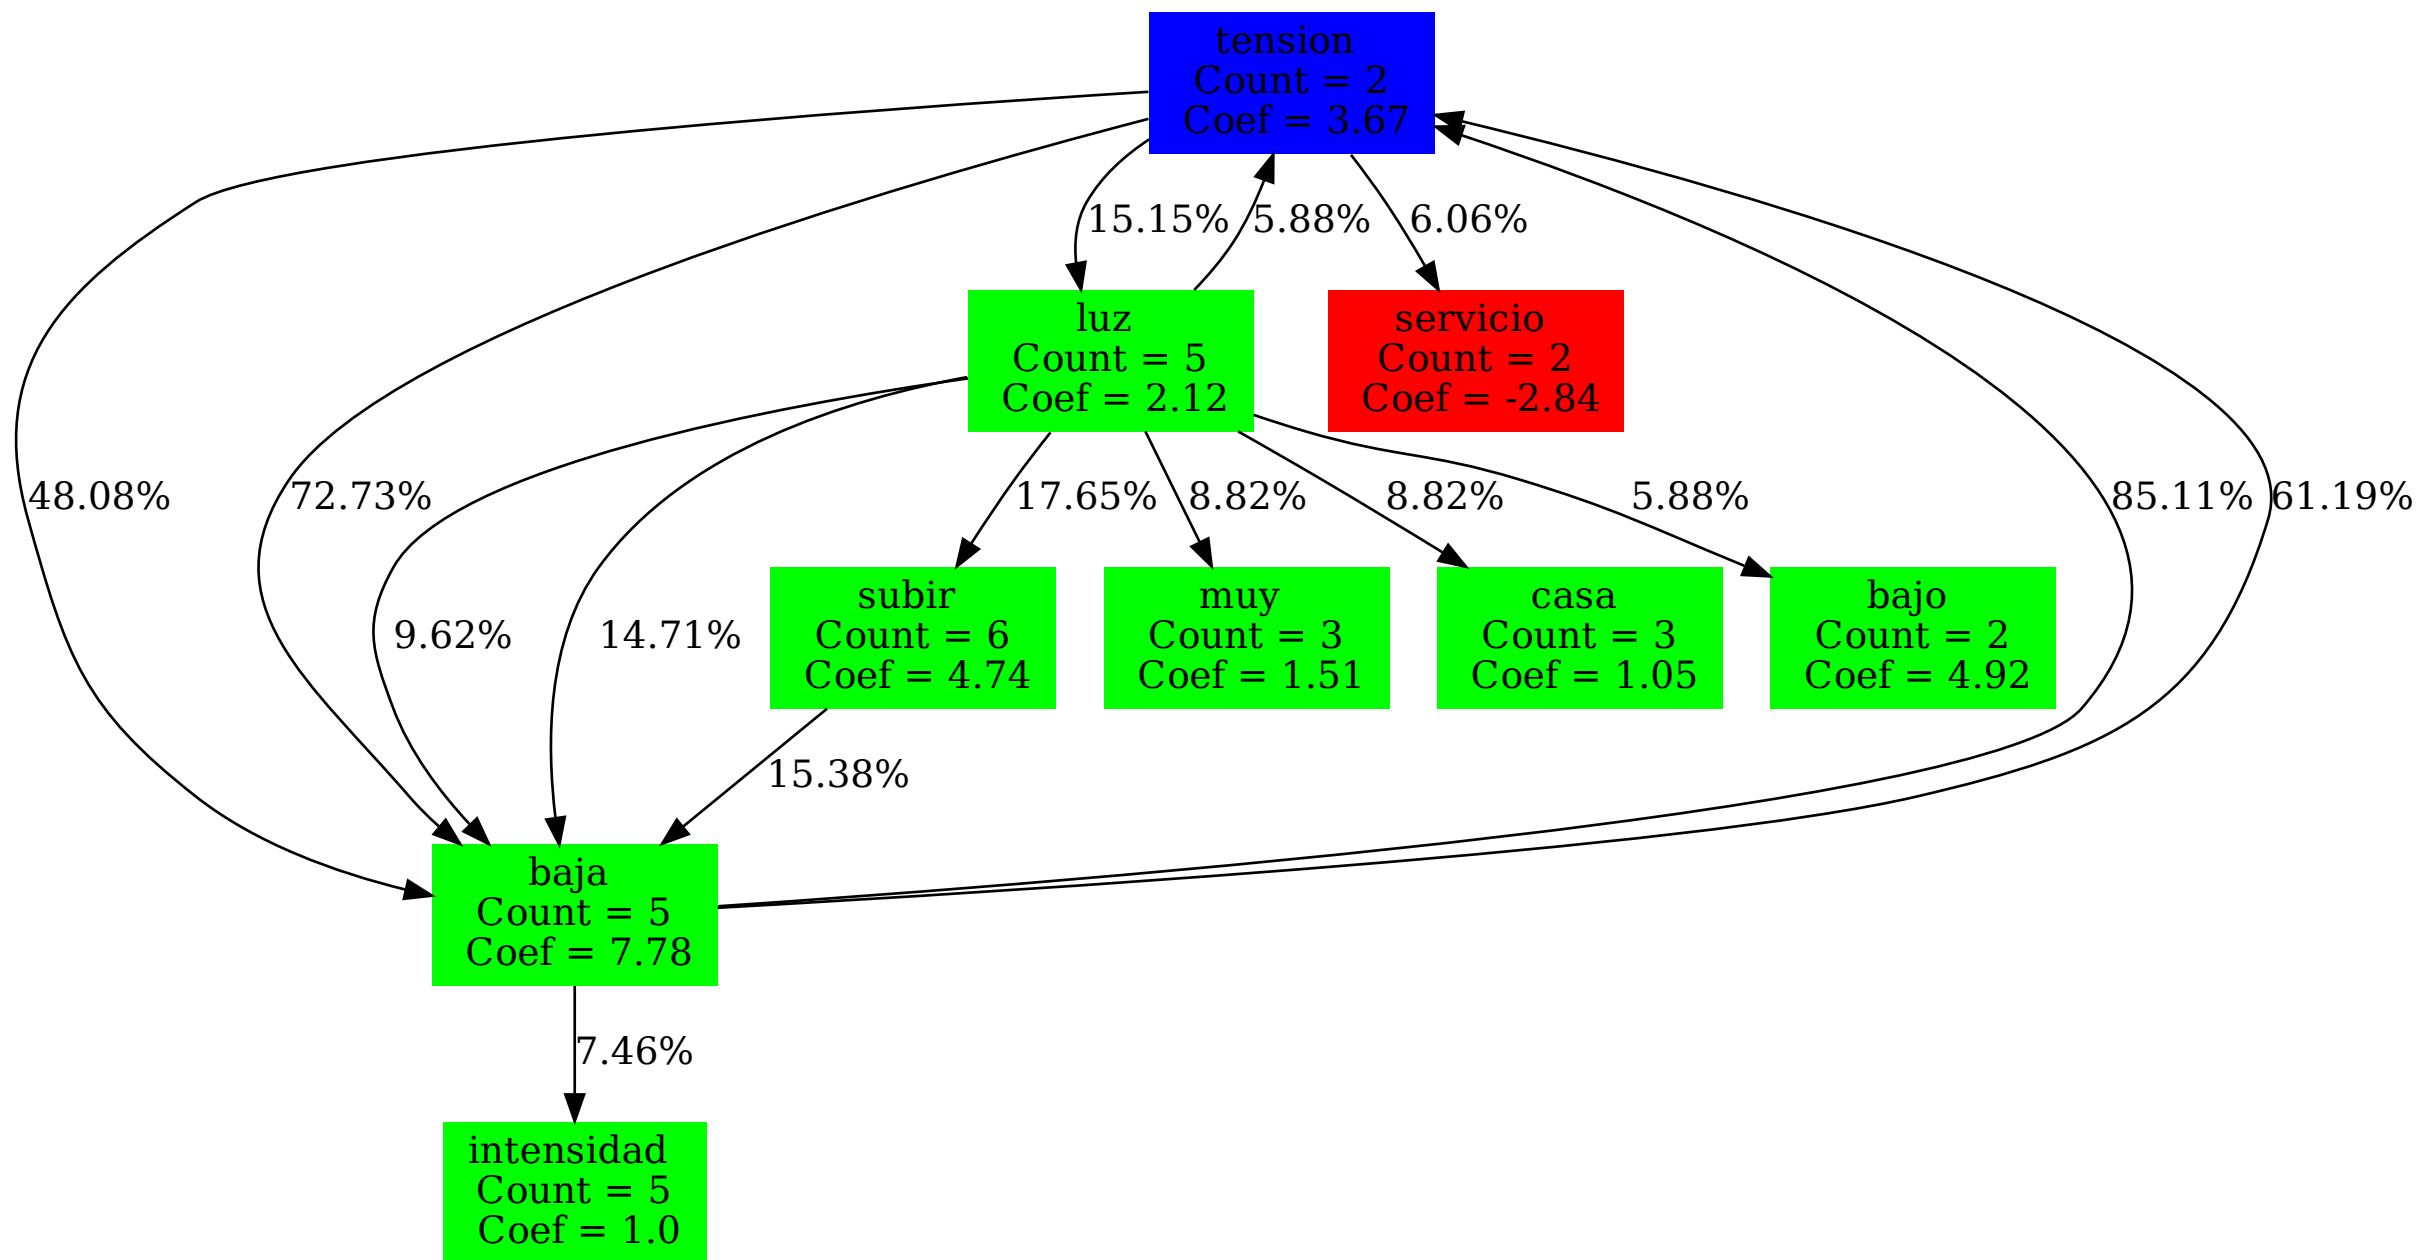 tension
Count = 2
Coef = 3.67
15.15%
5.88%
6.06%
luz
Count = 5
Coef = 2.12
servicio
Count = 2
Coef = -2.84
48.08%
72.73%
17.65%
8.82%
8.82%
5.88%
85.11%
61.19%
9.62%
14.71%
subir
Count = 6
Coef = 4.74
muy
Count = 3
Coef = 1.51
casa
Count = 3
Coef = 1.05
bajo
Count = 2
Coef = 4.92
15.38%
baja
Count = 5
Coef = 7.78
7.46%
intensidad
Count = 5
Coef = 1.0